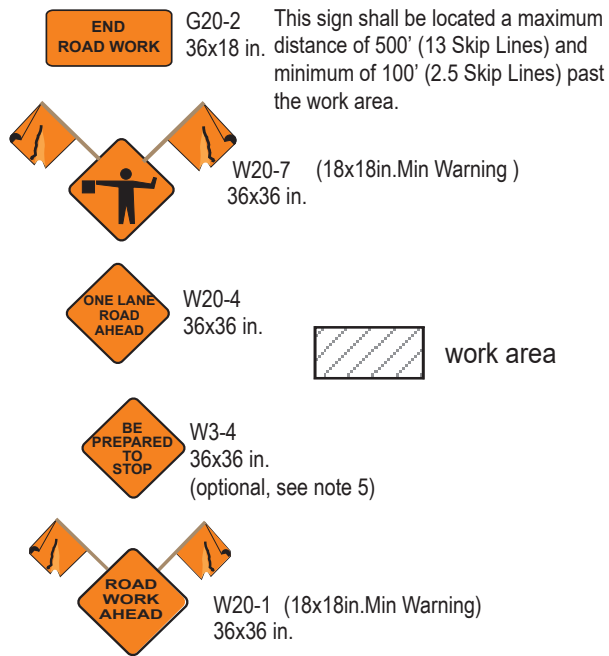 END
ROAD WORK
G20-2
36x18 in.
This sign shall be located a maximum
distance of 500' (13 Skip Lines) and
minimum of 100' (2.5 Skip Lines) past
the work area.
W20-7 (18x18in.Min Warning )
36x36 in.
ONE LANE
ROAD
AHEAD
W20-4
36x36 in.
work area
BE
PREPARED
TO
STOP
W3-4
36x36 in.
(optional, see note 5)
ROAD
WORK
AHEAD
W20-1 (18x18in.Min Warning)
36x36 in.